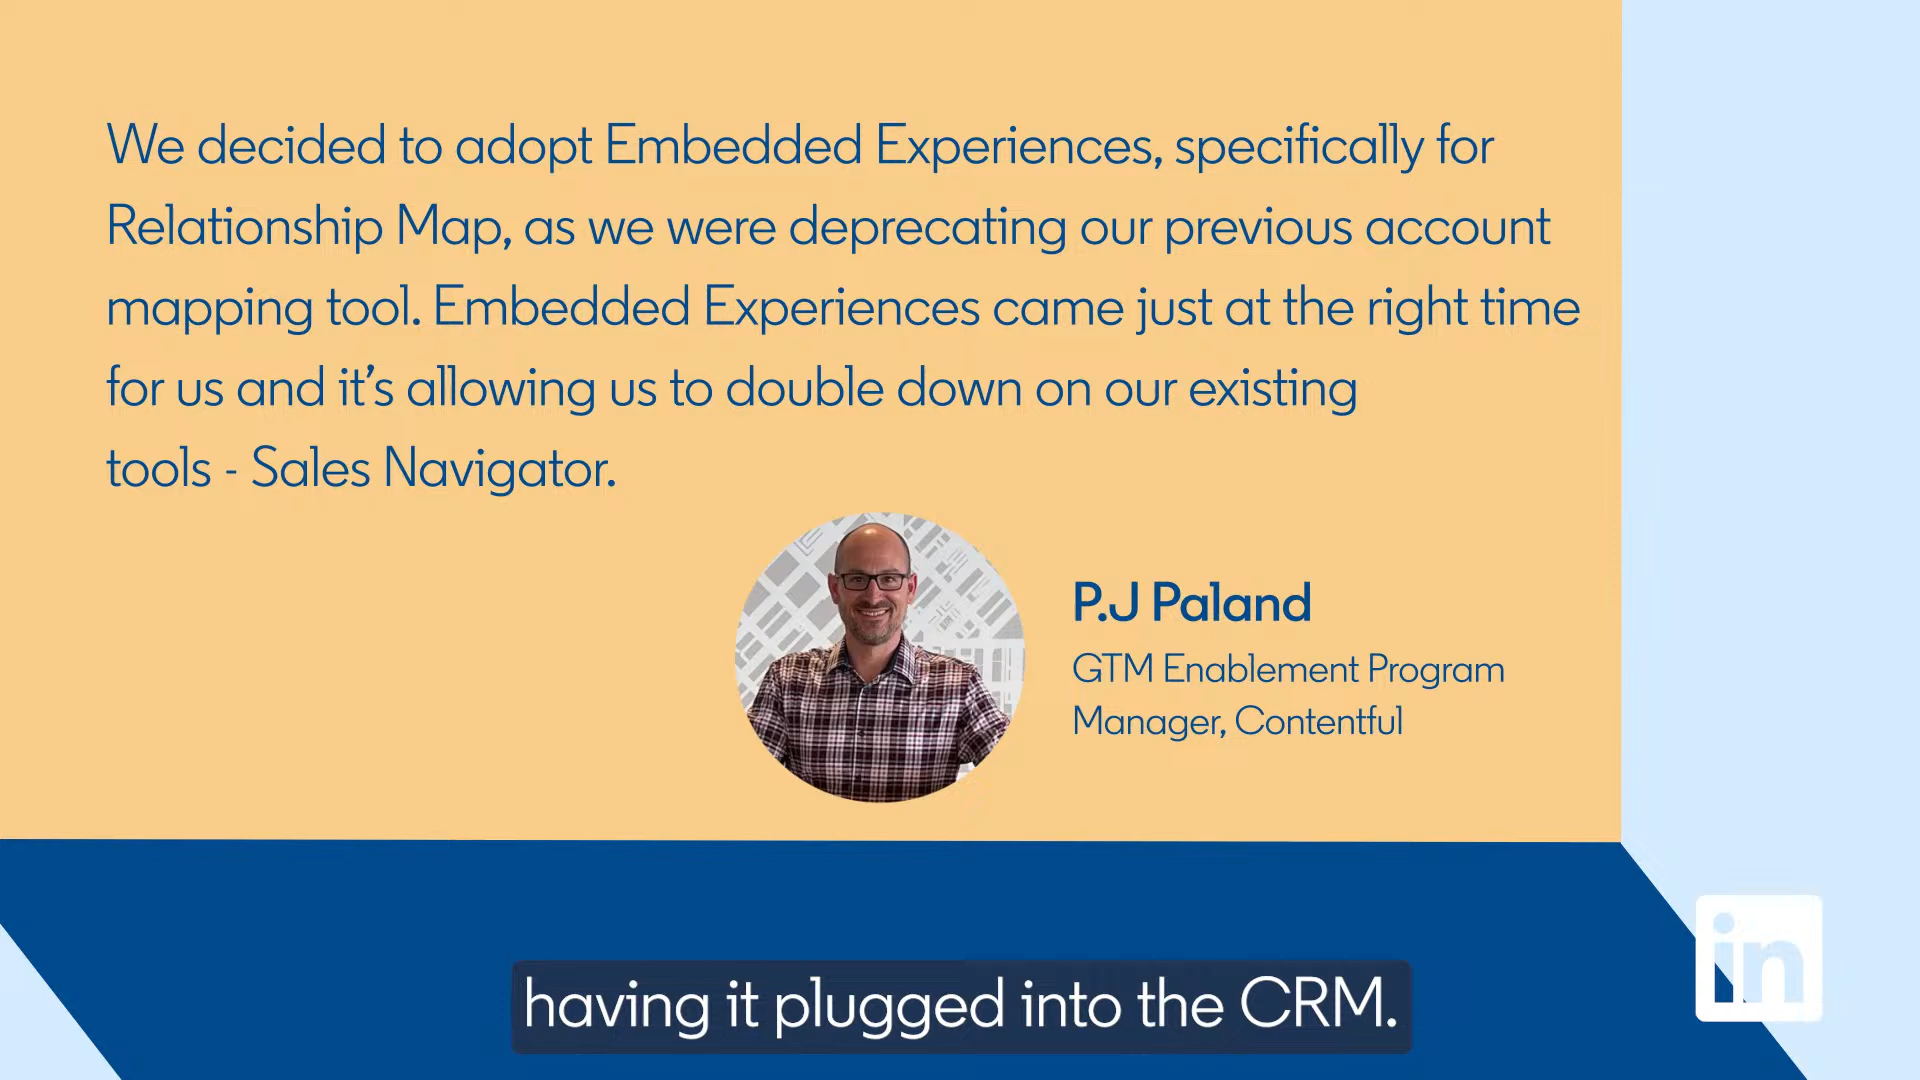 We decided to adopt Embedded Experiences, specifically for
Relationship Map, as we were deprecating our previous account
mapping tool. Embedded Experiences came just at the right time
for us and it’s allowing us to double down on our existing
tools - Sales Navigator.
P.J Paland
GTM Enablement Program
Manager, Contentful
in
having it plugged into the CRM.